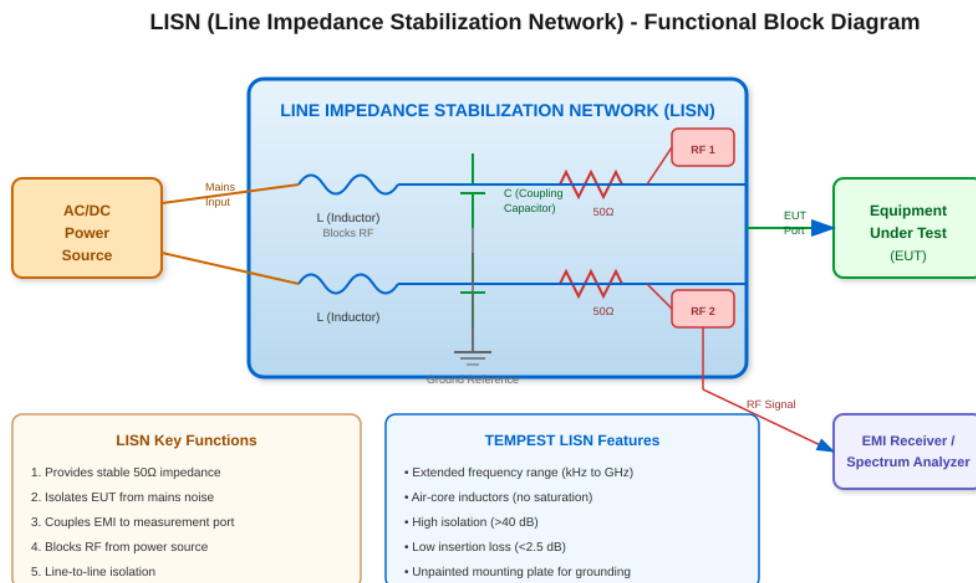 LISN (Line Impedance Stabilization Network) - Functional Block Diagram
LINE IMPEDANCE STABILIZATION NETWORK (LISN)
RF 1
AC/DC
Power
Source
Mains
Input
L (Inductor)
Blocks RF
C (Coupling
Capacitor)
50Ω
EUT
Port
Equipment
Under Test
(EUT)
L (Inductor)
50Ω
RF 2
Ground Reference
RF Signal
EMI Receiver /
Spectrum Analyzer
LISN Key Functions
1. Provides stable 50Ω impedance
2. Isolates EUT from mains noise
3. Couples EMI to measurement port
4. Blocks RF from power source
5. Line-to-line isolation
TEMPEST LISN Features
• Extended frequency range (kHz to GHz)
• Air-core inductors (no saturation)
• High isolation (>40 dB)
• Low insertion loss (<2.5 dB)
• Unpainted mounting plate for grounding